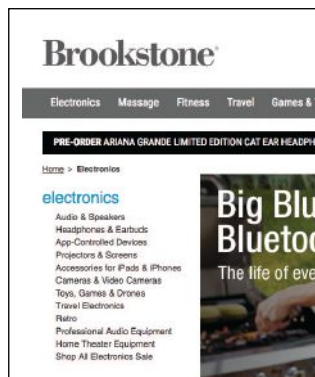 Brookstone®
Electronics Massage Fitness Travel Games &
PRE-ORDER ARIANA GRANDE LIMITED EDITION CAT EAR HEADPH
Home > Electronics
electronics
Audio & Speakers
Headphones & Earbuds
App-Controlled Devices
Projectors & Screens
Accessories for iPads & iPhones
Cameras & Video Cameras
Toys, Games & Drones
Travel Electronics
Retro
Professional Audio Equipment
Home Theater Equipment
Shop All Electronics Sale
Big Blu
Bluetoo
The life of eve